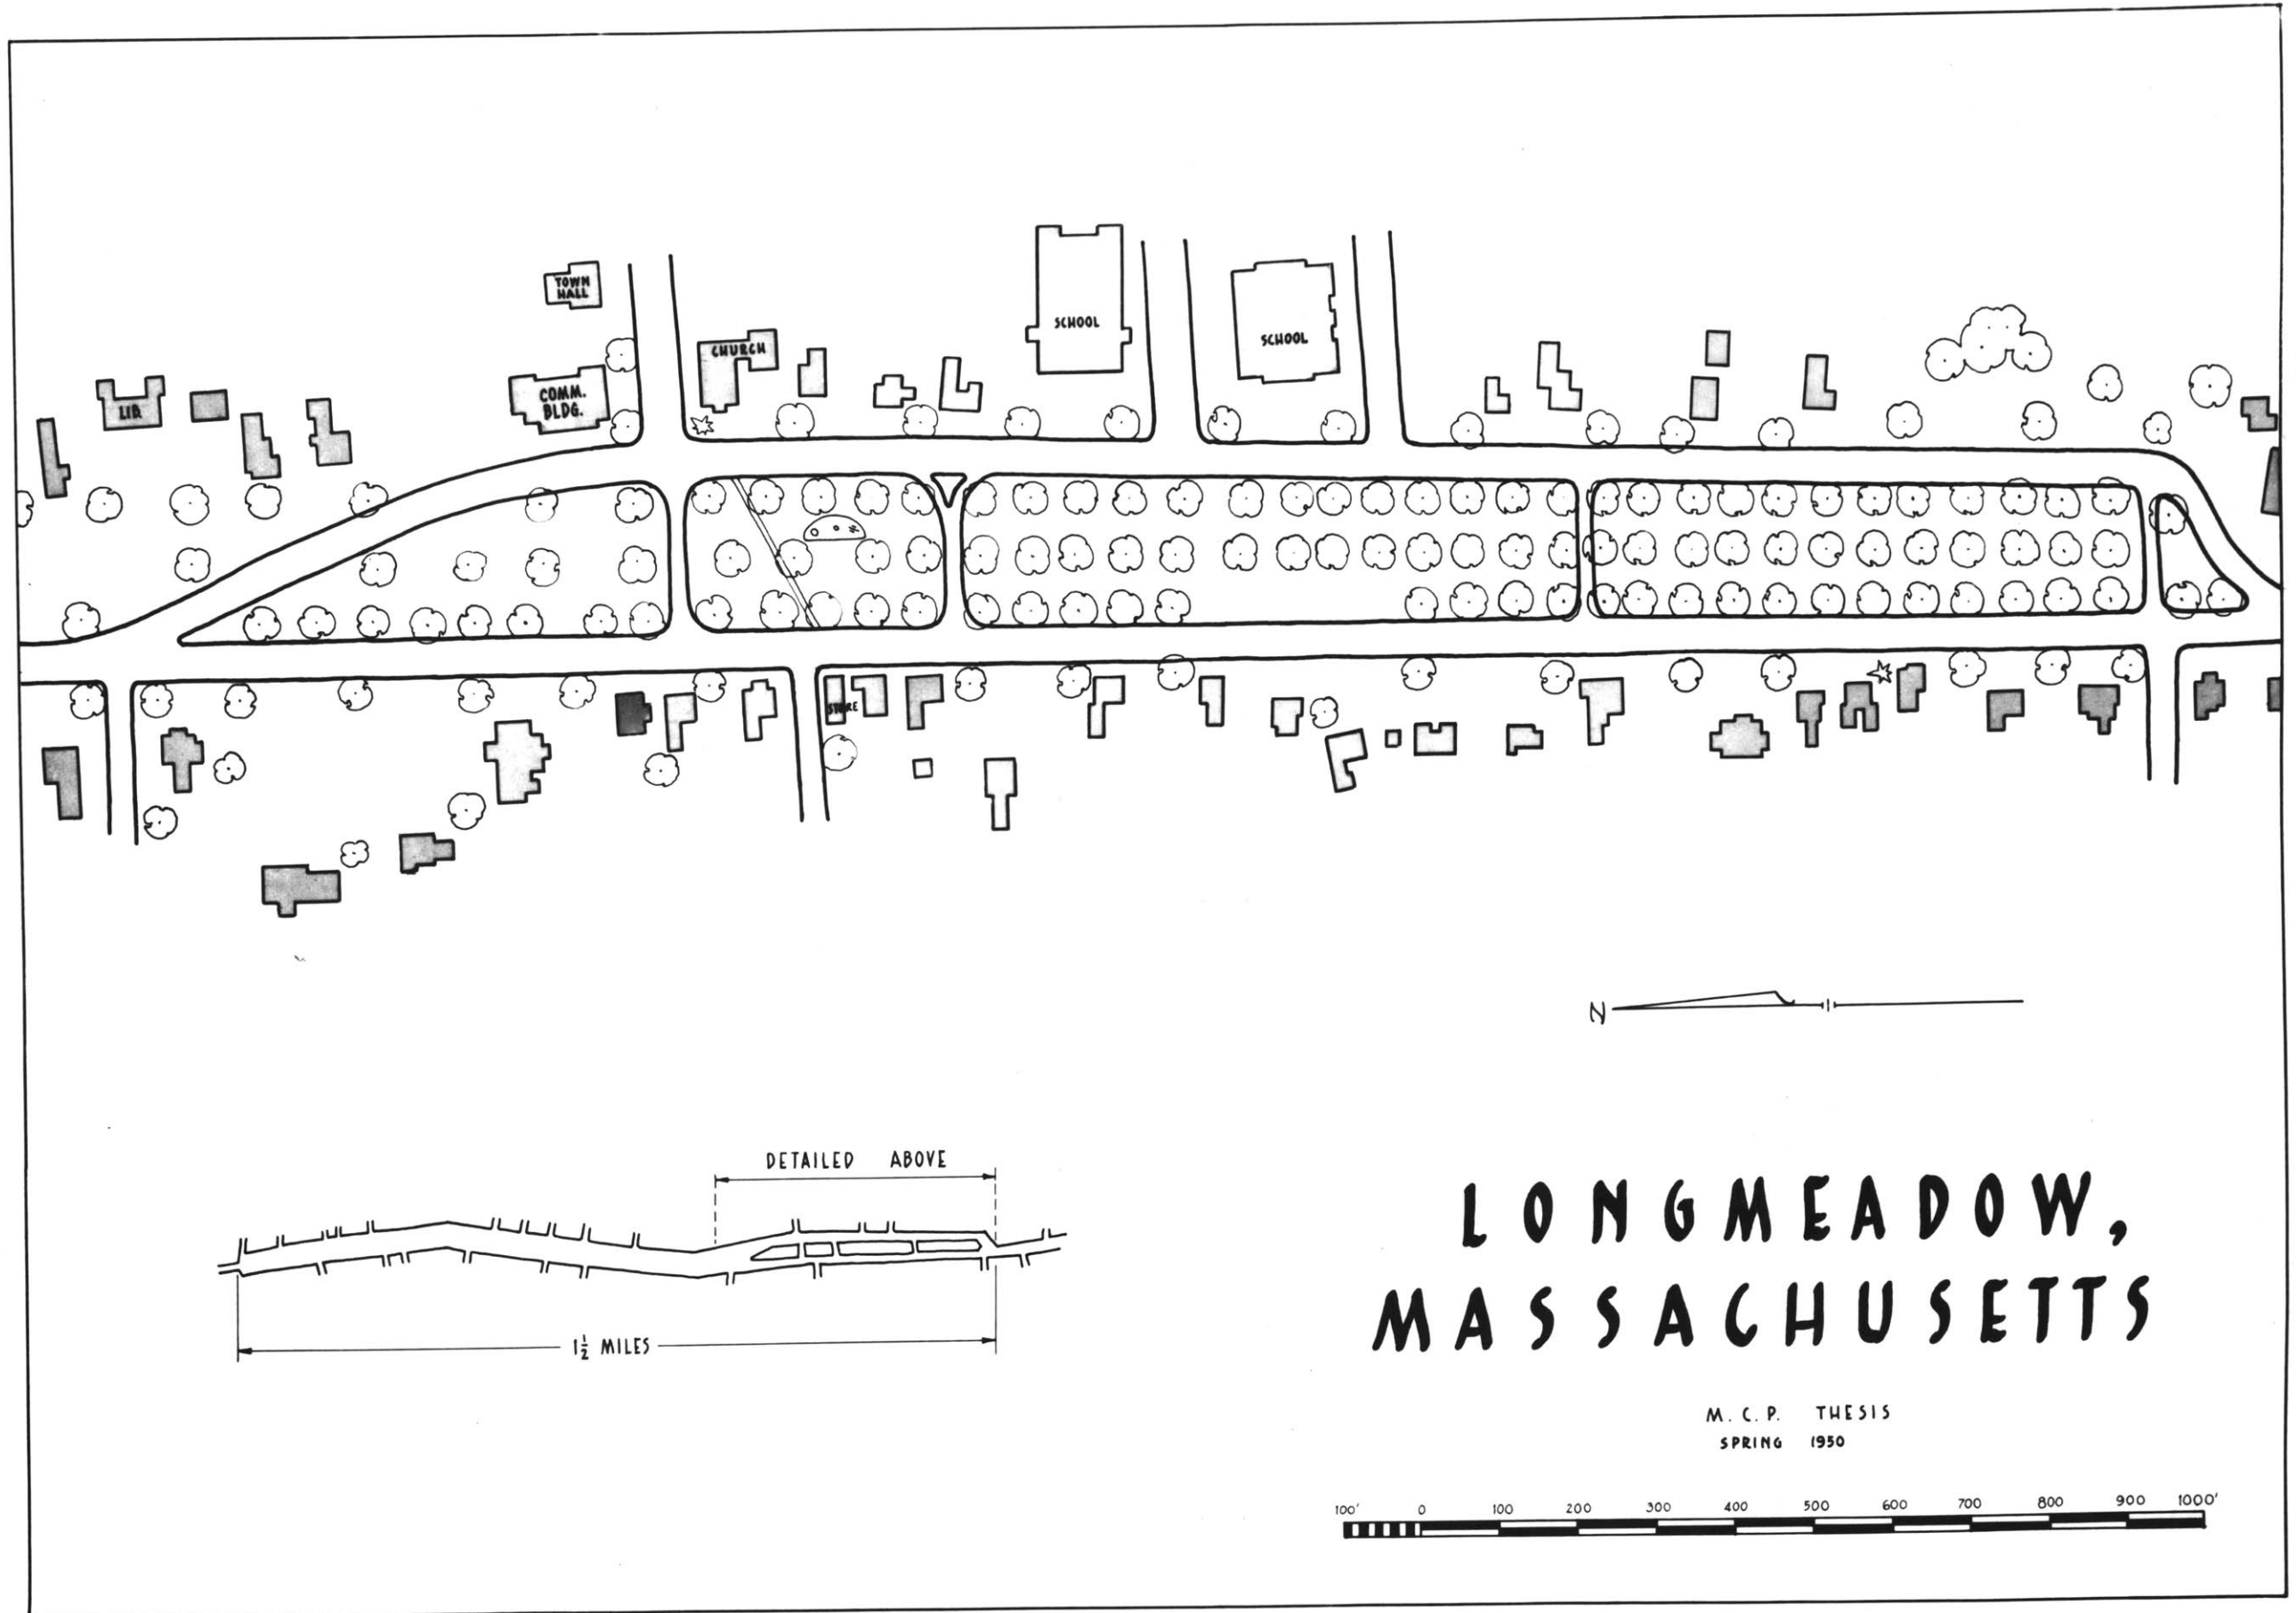 TOWN
HALL
CHURCH
SCHOOL
SCHOOL
LIB.
COMM.
BLDG.
STORE
N
DETAILED ABOVE
1½ MILES
LONGMEADOW,
MASSACHUSETTS
M. C. P. THESIS
SPRING 1950
100' 0 100 200 300 400 500 600 700 800 900 1000'